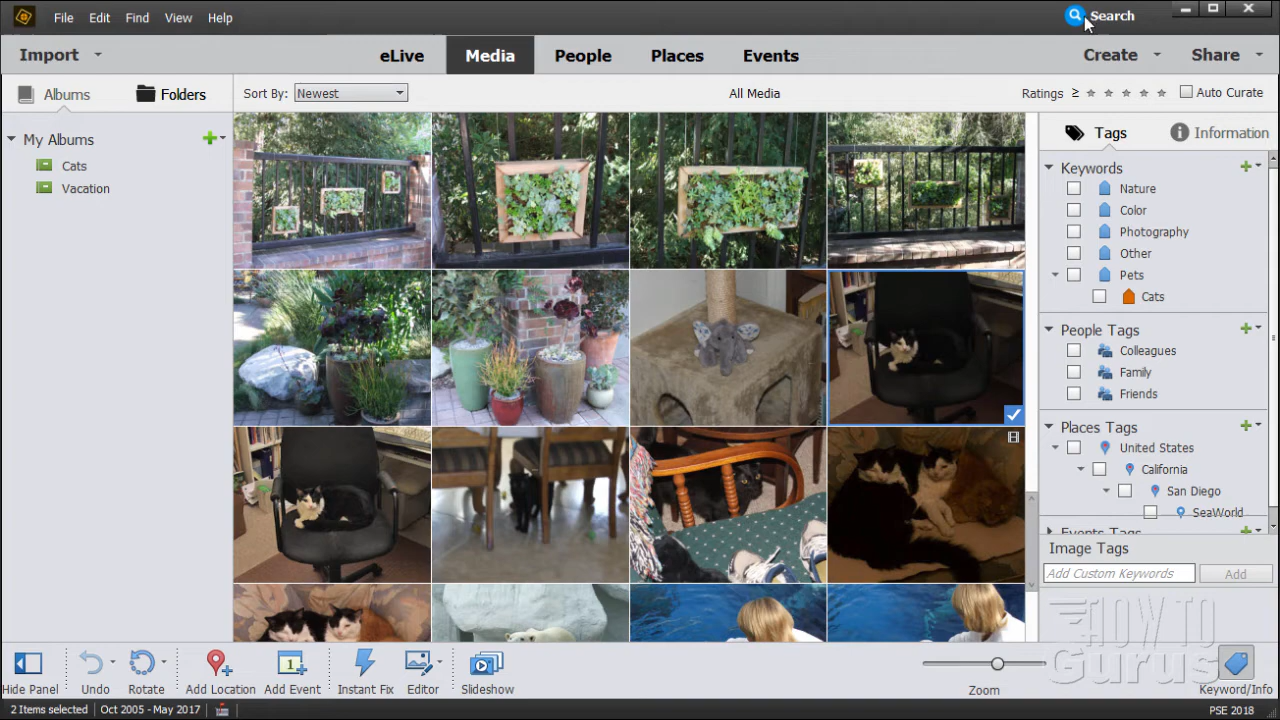 File Edit Find View Help Search
Import eLive Media People Places Events Create Share
Albums Folders Sort By: Newest All Media Ratings ≥ Auto Curate
Tags Information
My Albums
Cats
Vacation
Keywords
Nature
Color
Photography
Other
Pets
Cats
People Tags
Colleagues
Family
Friends
Places Tags
United States
California
San Diego
SeaWorld
Events Tags
Image Tags
Add Custom Keywords Add
HOW TO
Gurus
1
Hide Panel Undo Rotate Add Location Add Event Instant Fix Editor Slideshow Zoom Keyword/Info
2 Items selected Oct 2005 - May 2017 PSE 2018